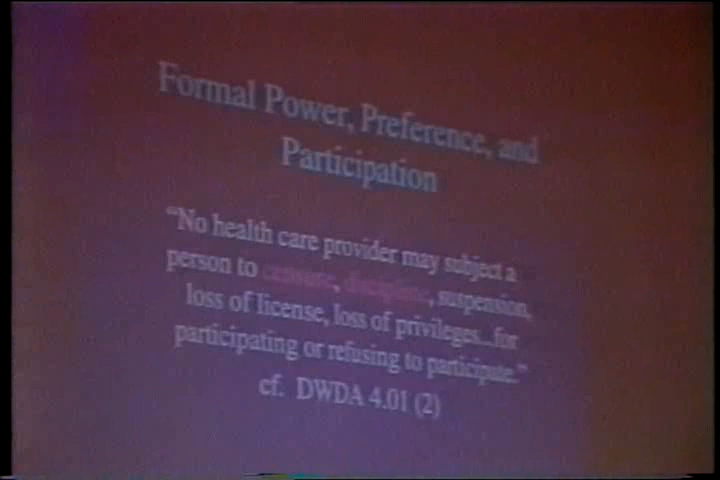 Formal Power, Preference, and
Participation
“No health care provider may subject a
person to censure, discipline, suspension,
loss of license, loss of privileges...for
participating or refusing to participate.”
cf. DWDA 4.01 (2)